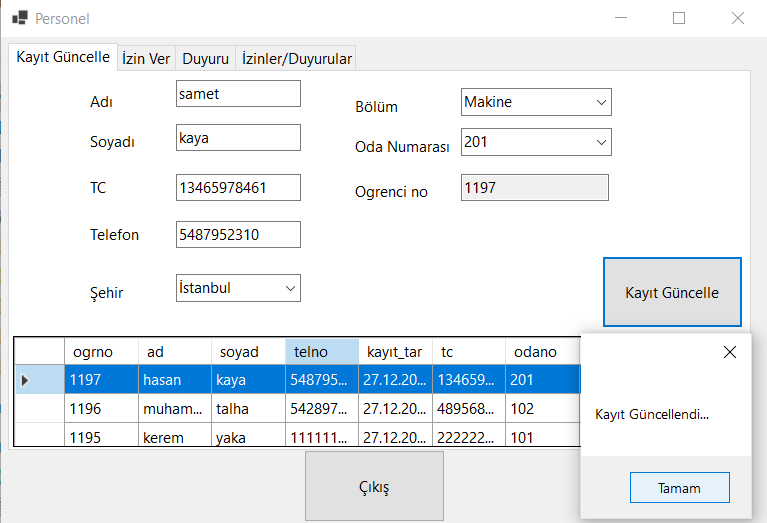 Personel
Kayıt Güncelle İzin Ver Duyuru İzinler/Duyurular
Adı samet Bölüm Makine
Soyadı kaya Oda Numarası 201
TC 13465978461 Ogrenci no 1197
Telefon 5487952310
Şehir İstanbul Kayıt Güncelle
ogrno ad soyad telno kayıt_tar tc odano
1197 hasan kaya 548795... 27.12.20... 134659... 201
1196 muham... talha 542897... 27.12.20... 489568... 102
1195 kerem yaka 111111... 27.12.20... 222222... 101
Kayıt Güncellendi...
Tamam
Çıkış